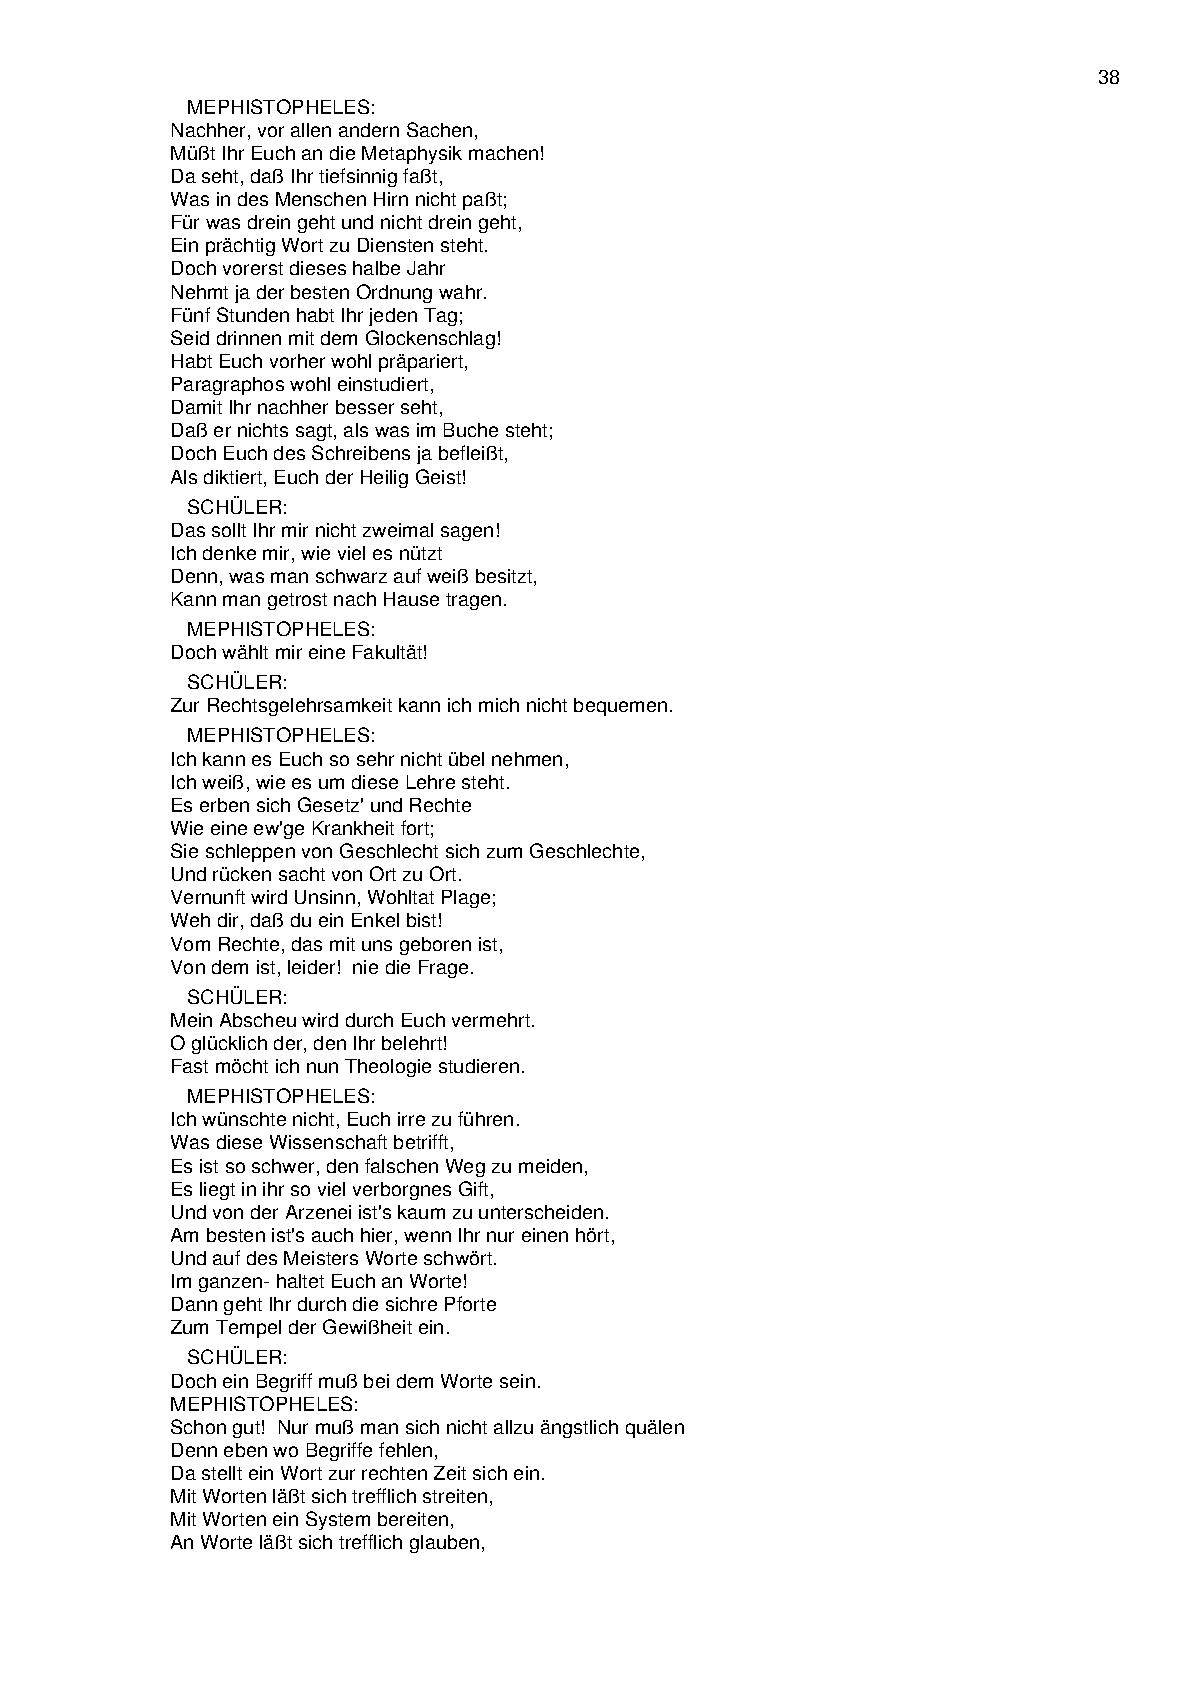 38
MEPHISTOPHELES:
Nachher, vor allen andern Sachen,
Müßt Ihr Euch an die Metaphysik machen!
Da seht, daß Ihr tiefsinnig faßt,
Was in des Menschen Hirn nicht paßt;
Für was drein geht und nicht drein geht,
Ein prächtig Wort zu Diensten steht.
Doch vorerst dieses halbe Jahr
Nehmt ja der besten Ordnung wahr.
Fünf Stunden habt Ihr jeden Tag;
Seid drinnen mit dem Glockenschlag!
Habt Euch vorher wohl präpariert,
Paragraphos wohl einstudiert,
Damit Ihr nachher besser seht,
Daß er nichts sagt, als was im Buche steht;
Doch Euch des Schreibens ja befleißt,
Als diktiert, Euch der Heilig Geist!
SCHÜLER:
Das sollt Ihr mir nicht zweimal sagen!
Ich denke mir, wie viel es nützt
Denn, was man schwarz auf weiß besitzt,
Kann man getrost nach Hause tragen.
MEPHISTOPHELES:
Doch wählt mir eine Fakultät!
SCHÜLER:
Zur Rechtsgelehrsamkeit kann ich mich nicht bequemen.
MEPHISTOPHELES:
Ich kann es Euch so sehr nicht übel nehmen,
Ich weiß, wie es um diese Lehre steht.
Es erben sich Gesetz' und Rechte
Wie eine ew'ge Krankheit fort;
Sie schleppen von Geschlecht sich zum Geschlechte,
Und rücken sacht von Ort zu Ort.
Vernunft wird Unsinn, Wohltat Plage;
Weh dir, daß du ein Enkel bist!
Vom Rechte, das mit uns geboren ist,
Von dem ist, leider!  nie die Frage.
SCHÜLER:
Mein Abscheu wird durch Euch vermehrt.
O glücklich der, den Ihr belehrt!
Fast möcht ich nun Theologie studieren.
MEPHISTOPHELES:
Ich wünschte nicht, Euch irre zu führen.
Was diese Wissenschaft betrifft,
Es ist so schwer, den falschen Weg zu meiden,
Es liegt in ihr so viel verborgnes Gift,
Und von der Arzenei ist's kaum zu unterscheiden.
Am besten ist's auch hier, wenn Ihr nur einen hört,
Und auf des Meisters Worte schwört.
Im ganzen- haltet Euch an Worte!
Dann geht Ihr durch die sichre Pforte
Zum Tempel der Gewißheit ein.
SCHÜLER:
Doch ein Begriff muß bei dem Worte sein.
MEPHISTOPHELES:
Schon gut!  Nur muß man sich nicht allzu ängstlich quälen
Denn eben wo Begriffe fehlen,
Da stellt ein Wort zur rechten Zeit sich ein.
Mit Worten läßt sich trefflich streiten,
Mit Worten ein System bereiten,
An Worte läßt sich trefflich glauben,